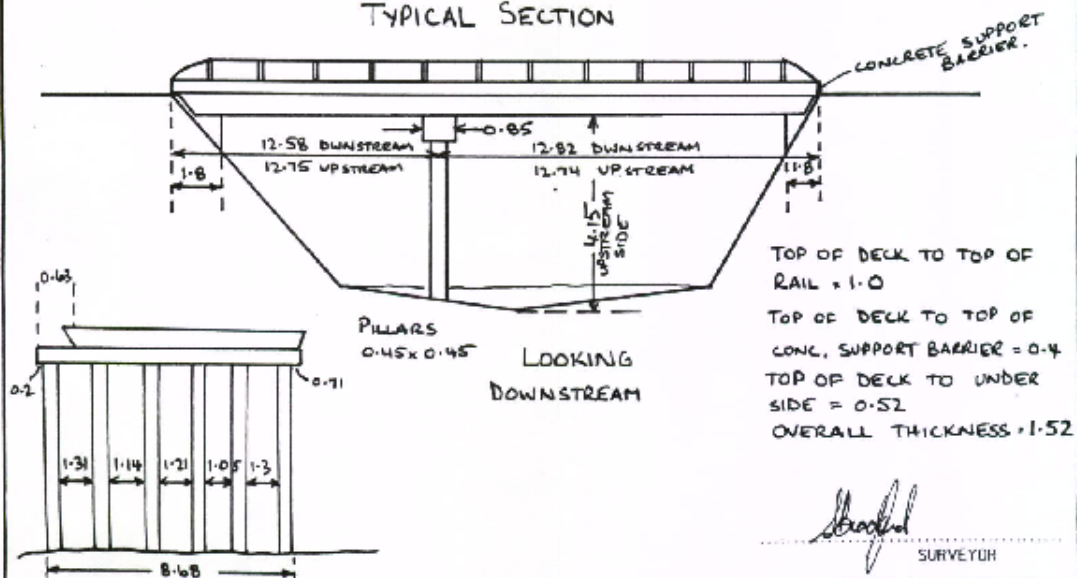 TYPICAL SECTION
CONCRETE SUPPORT
BARRIER.
0.85
12.58 DWNSTREAM
12.82 DWNSTREAM
12.75 UPSTREAM
12.74 UPSTREAM
1.8
1.8
4.15
UPSTREAM
SIDE
TOP OF DECK TO TOP OF
RAIL = 1.0
TOP OF DECK TO TOP OF
CONC. SUPPORT BARRIER = 0.4
TOP OF DECK TO UNDER
SIDE = 0.52
OVERALL THICKNESS = 1.52
PILLARS
0.45 x 0.45
LOOKING
DOWNSTREAM
0.63
0.2
0.71
1.31
1.14
1.21
1.05
1.3
8.68
SURVEYOR